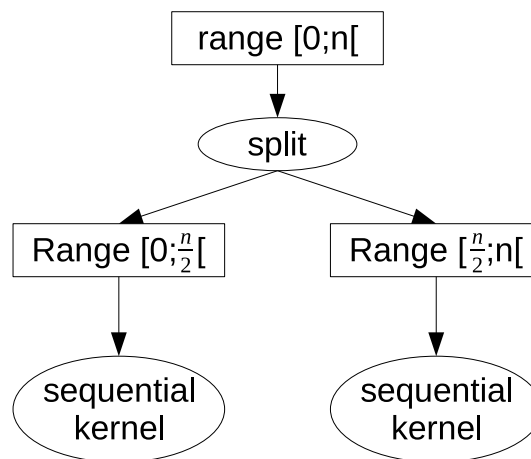 range [0;n[
split
Range [0;n/2[
Range [n/2;n[
sequential
kernel
sequential
kernel